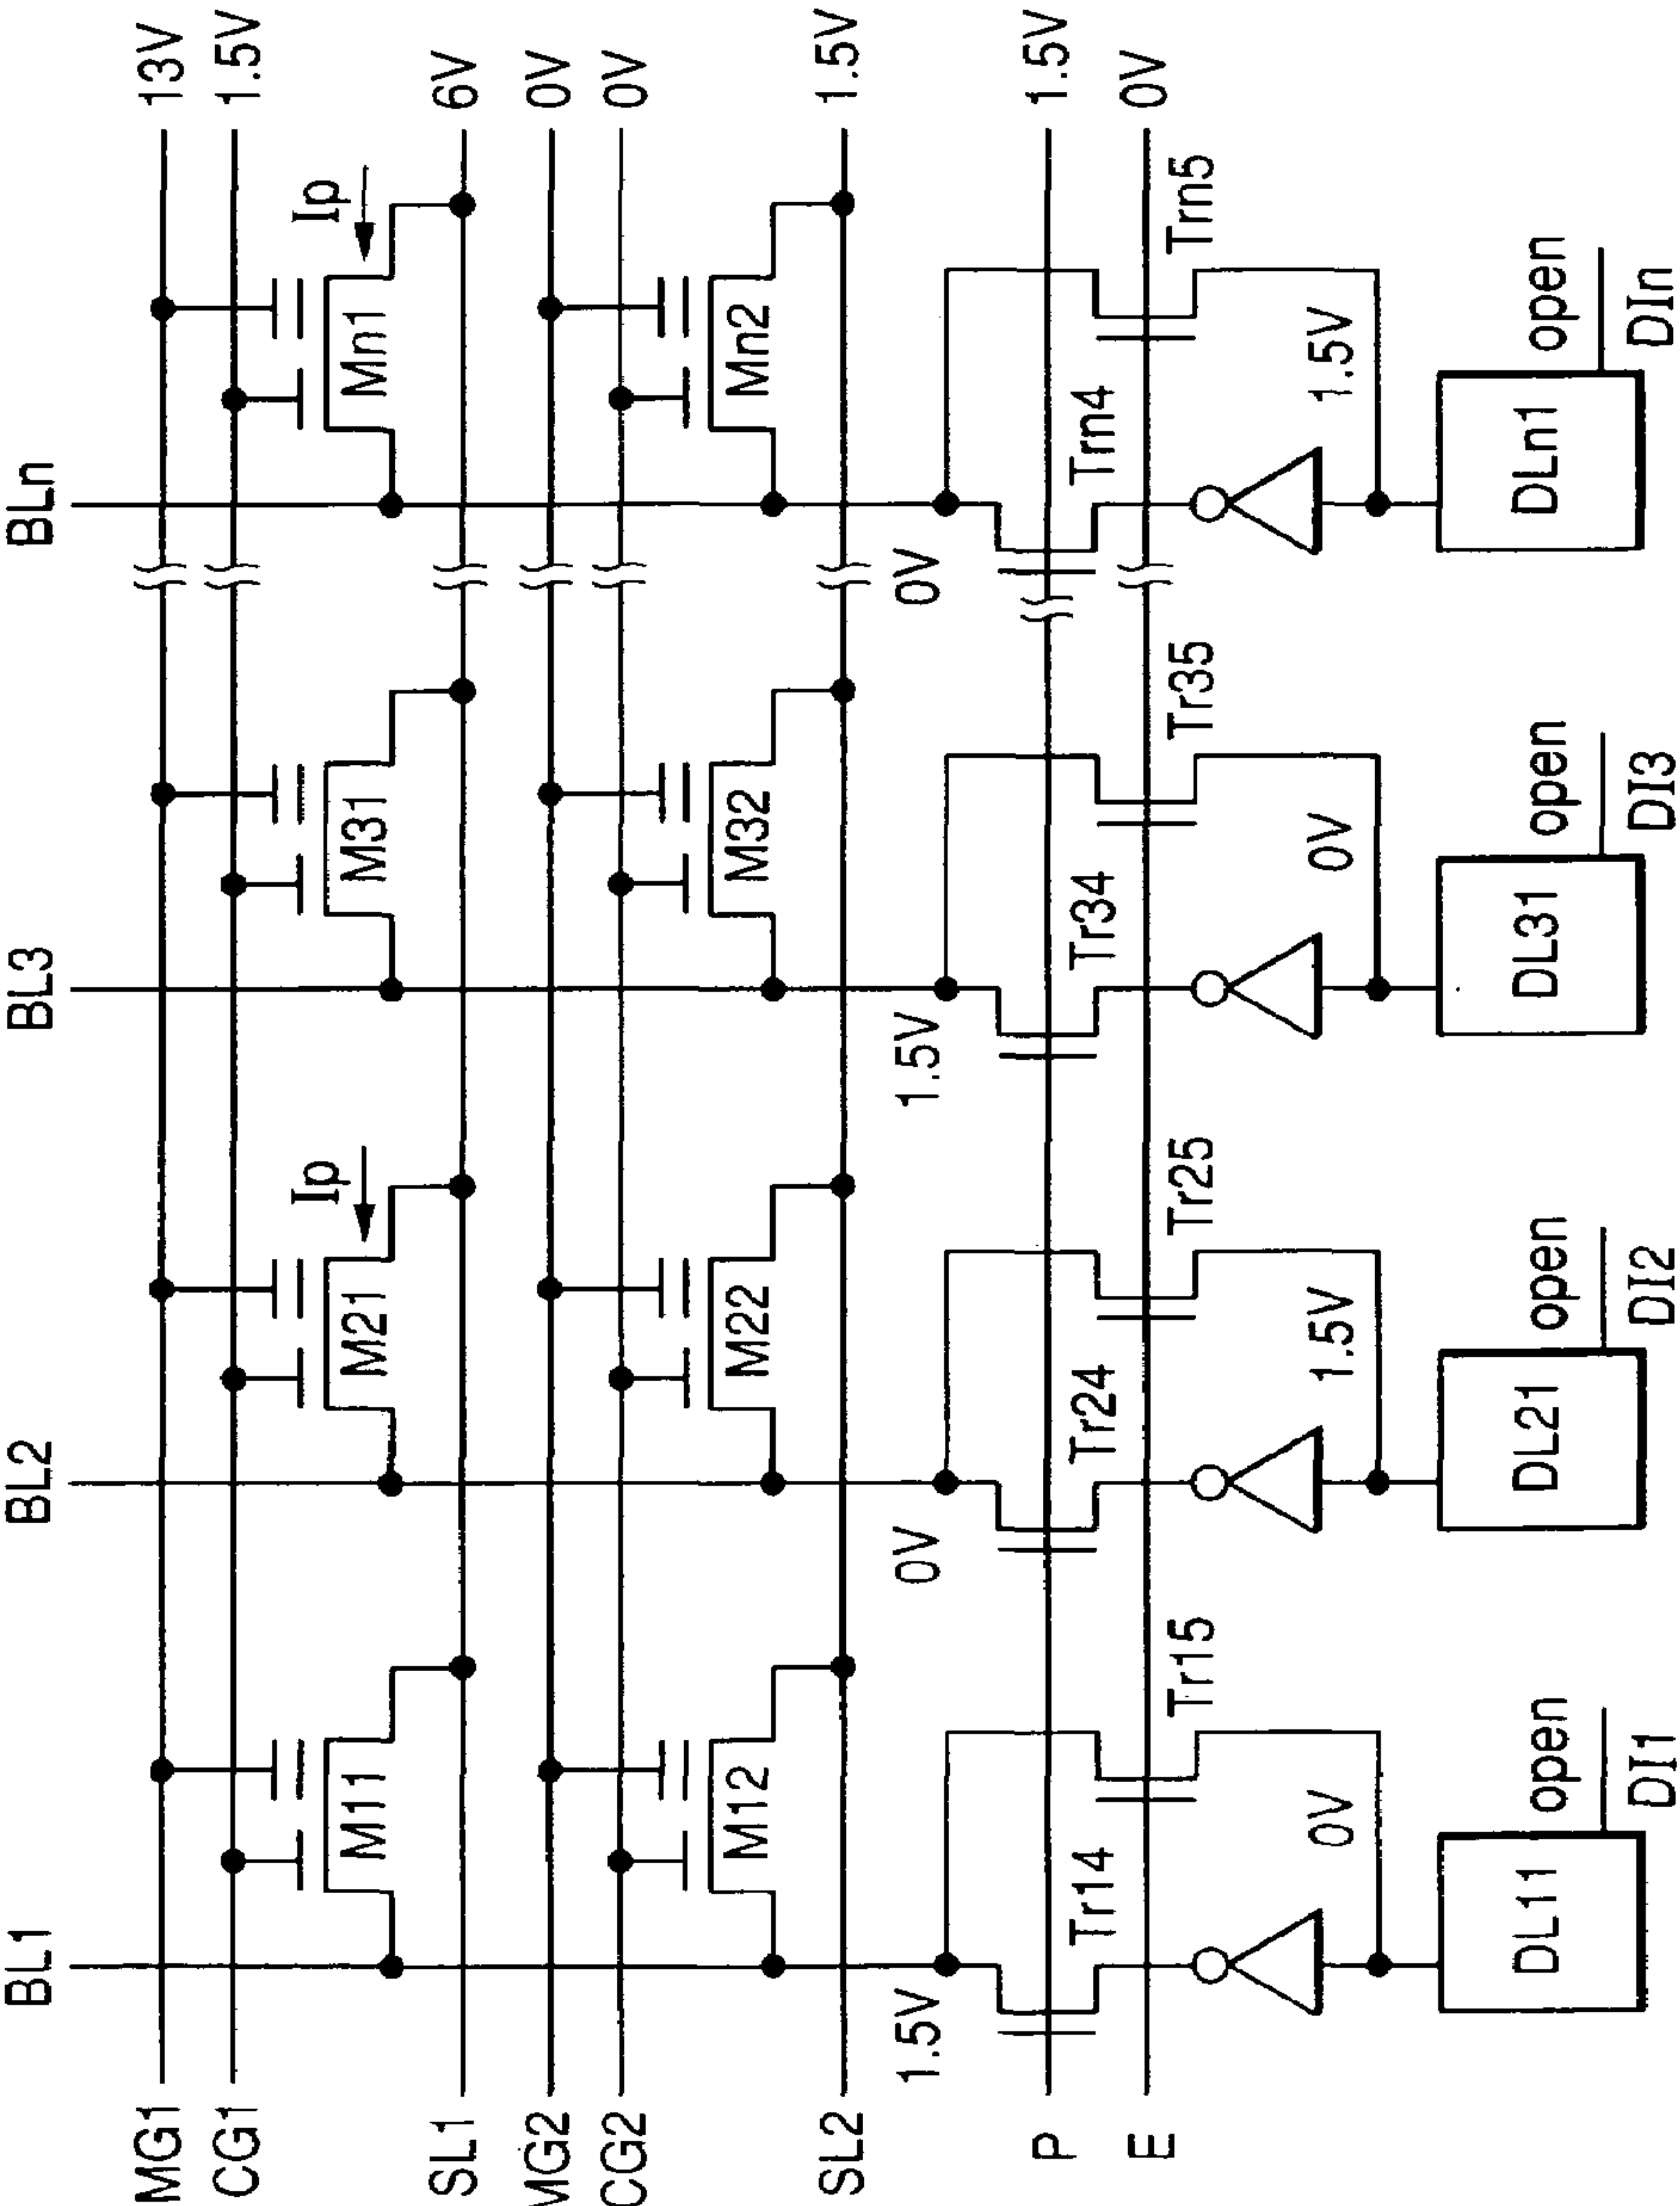 BL1
BL2
BL3
BLn
MG1
13V
CG1
1.5V
Ip
Ip
M11
M21
M31
Mn1
SL1
6V
MG2
0V
CG2
0V
M12
M22
M32
Mn2
SL2
1.5V
1.5V
0V
1.5V
0V
P
1.5V
Tr14
Tr24
Tr34
Trn4
E
0V
Tr15
Tr25
Tr35
Trn5
0V
1.5V
0V
1.5V
DL11
open
DL21
open
DL31
open
DLn1
open
DI1
DI2
DI3
DIn